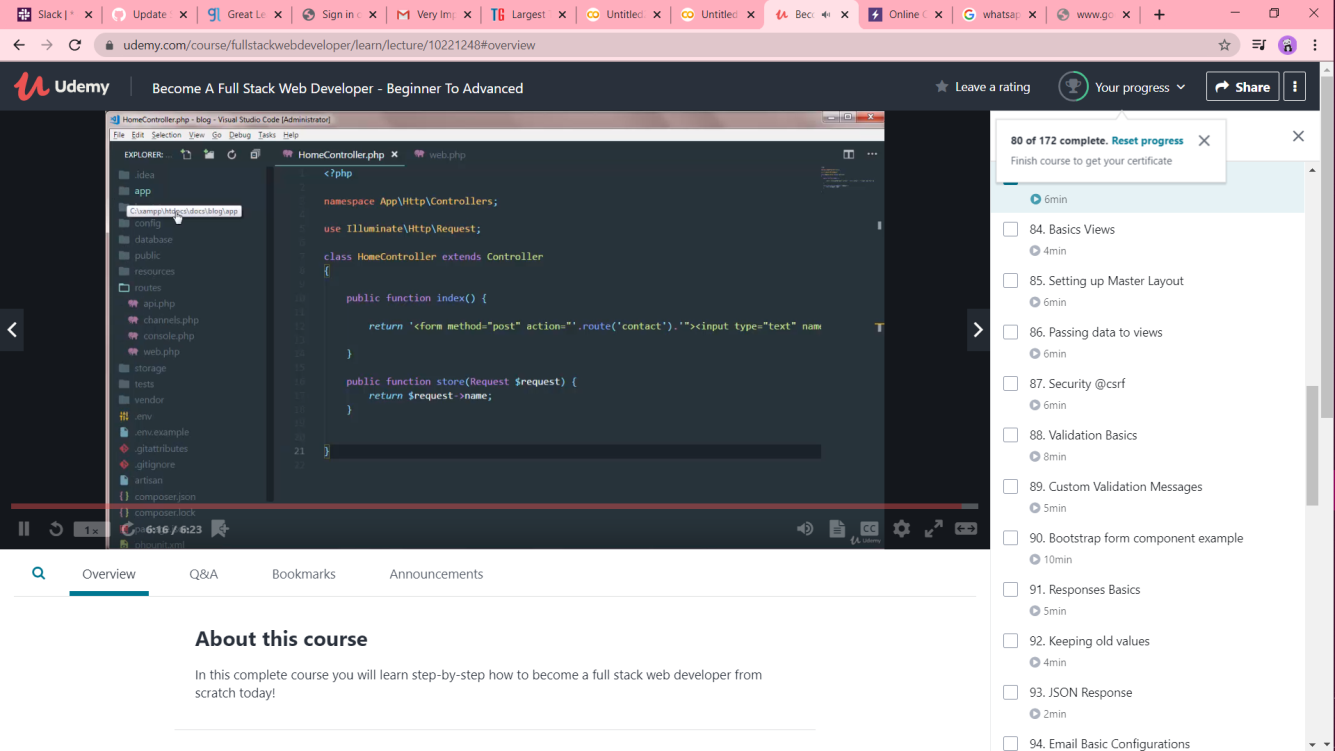 Slack | *
Update
Great Le
Sign in o
Very Imp
Largest T
Untitled.
Untitled
Beco
Online C
whatsap
www.go
udemy.com/course/fullstackwebdeveloper/learn/lecture/10221248#overview
Udemy
Become A Full Stack Web Developer - Beginner To Advanced
Leave a rating
Your progress
Share
80 of 172 complete. Reset progress
Finish course to get your certificate
HomeController.php - blog - Visual Studio Code [Administrator]
File Edit Selection View Go Debug Tasks Help
EXPLORER: ...
HomeController.php
web.php
.idea
app
C:\xampp\htdocs\docs\blog\app
config
database
public
resources
routes
api.php
channels.php
console.php
web.php
storage
tests
vendor
.env
.env.example
.gitattributes
.gitignore
artisan
composer.json
composer.lock
phpunit.xml
<?php
namespace App\Http\Controllers;
use Illuminate\Http\Request;
class HomeController extends Controller
{
public function index() {
return '<form method="post" action="'.route('contact').'"><input type="text" name
}
public function store(Request $request) {
return $request->name;
}
21 }
1x
6:16 / 6:23
CC
Udemy
6min
84. Basics Views
4min
85. Setting up Master Layout
6min
86. Passing data to views
6min
87. Security @csrf
6min
88. Validation Basics
8min
89. Custom Validation Messages
5min
90. Bootstrap form component example
10min
91. Responses Basics
5min
92. Keeping old values
4min
93. JSON Response
2min
94. Email Basic Configurations
Overview
Q&A
Bookmarks
Announcements
About this course
In this complete course you will learn step-by-step how to become a full stack web developer from
scratch today!